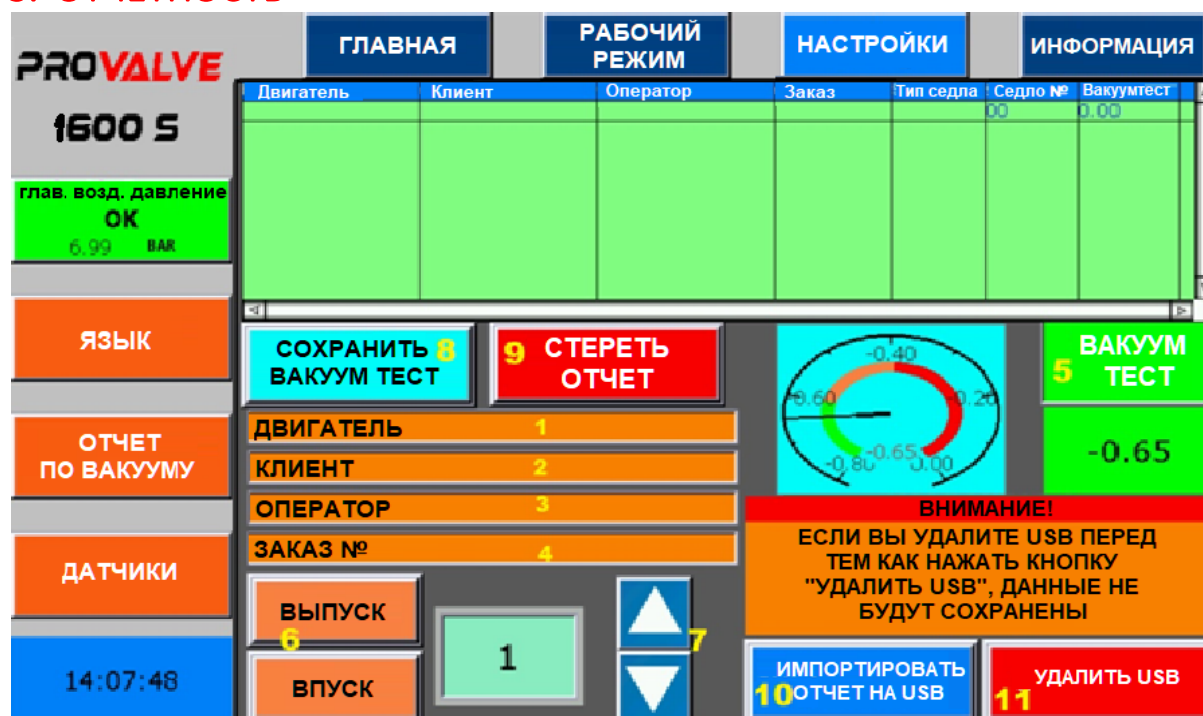 ГЛАВНАЯ
РАБОЧИЙ
РЕЖИМ
НАСТРОЙКИ
ИНФОРМАЦИЯ
PROVALVE
1600 S
Двигатель Клиент Оператор Заказ Тип седла Седло № Вакуумтест
00 0.00
глав. возд. давление
OK
6.99 BAR
ЯЗЫК
ОТЧЕТ
ПО ВАКУУМУ
ДАТЧИКИ
14:07:48
СОХРАНИТЬ 8
ВАКУУМ ТЕСТ
9 СТЕРЕТЬ
ОТЧЕТ
ДВИГАТЕЛЬ 1
КЛИЕНТ 2
ОПЕРАТОР 3
ЗАКАЗ № 4
-0.40
-0.60 -0.20
-0.65
-0.80 0.00
ВАКУУМ
5 ТЕСТ
-0.65
ВНИМАНИЕ!
ЕСЛИ ВЫ УДАЛИТЕ USB ПЕРЕД
ТЕМ КАК НАЖАТЬ КНОПКУ
"УДАЛИТЬ USB", ДАННЫЕ НЕ
БУДУТ СОХРАНЕНЫ
ВЫПУСК
6
ВПУСК
1
7
ИМПОРТИРОВАТЬ
10 ОТЧЕТ НА USB
УДАЛИТЬ USB
11